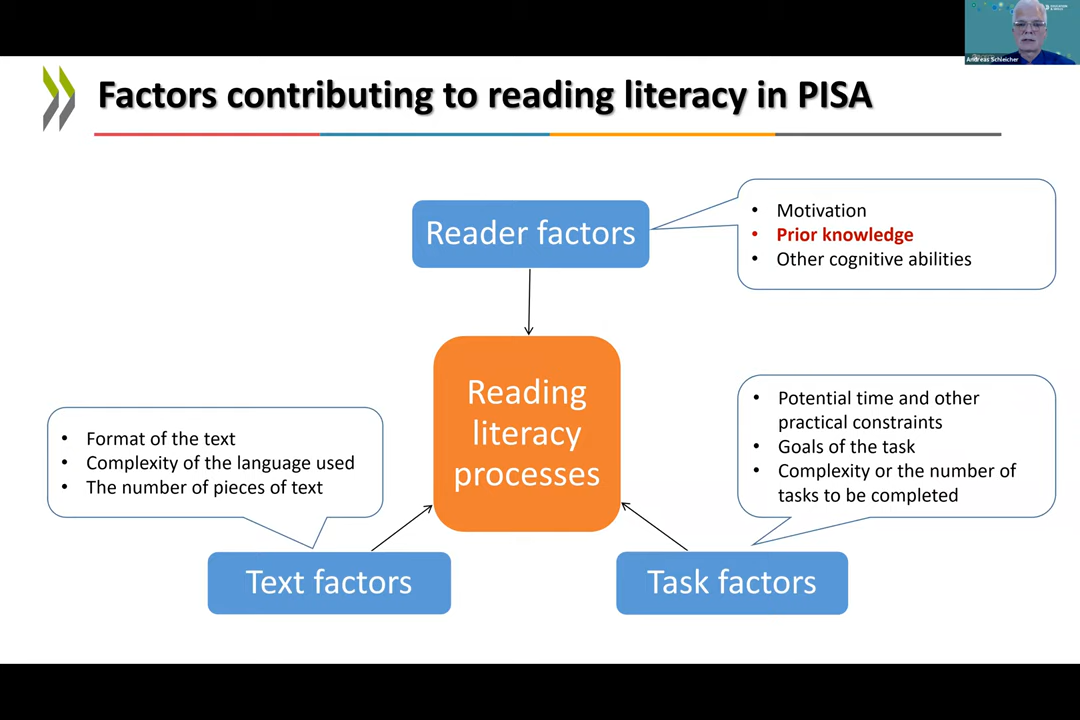 Andreas Schleicher
Factors contributing to reading literacy in PISA
Reader factors
• Motivation
• Prior knowledge
• Other cognitive abilities
Reading
literacy
processes
• Format of the text
• Complexity of the language used
• The number of pieces of text
• Potential time and other
practical constraints
• Goals of the task
• Complexity or the number of
tasks to be completed
Text factors
Task factors